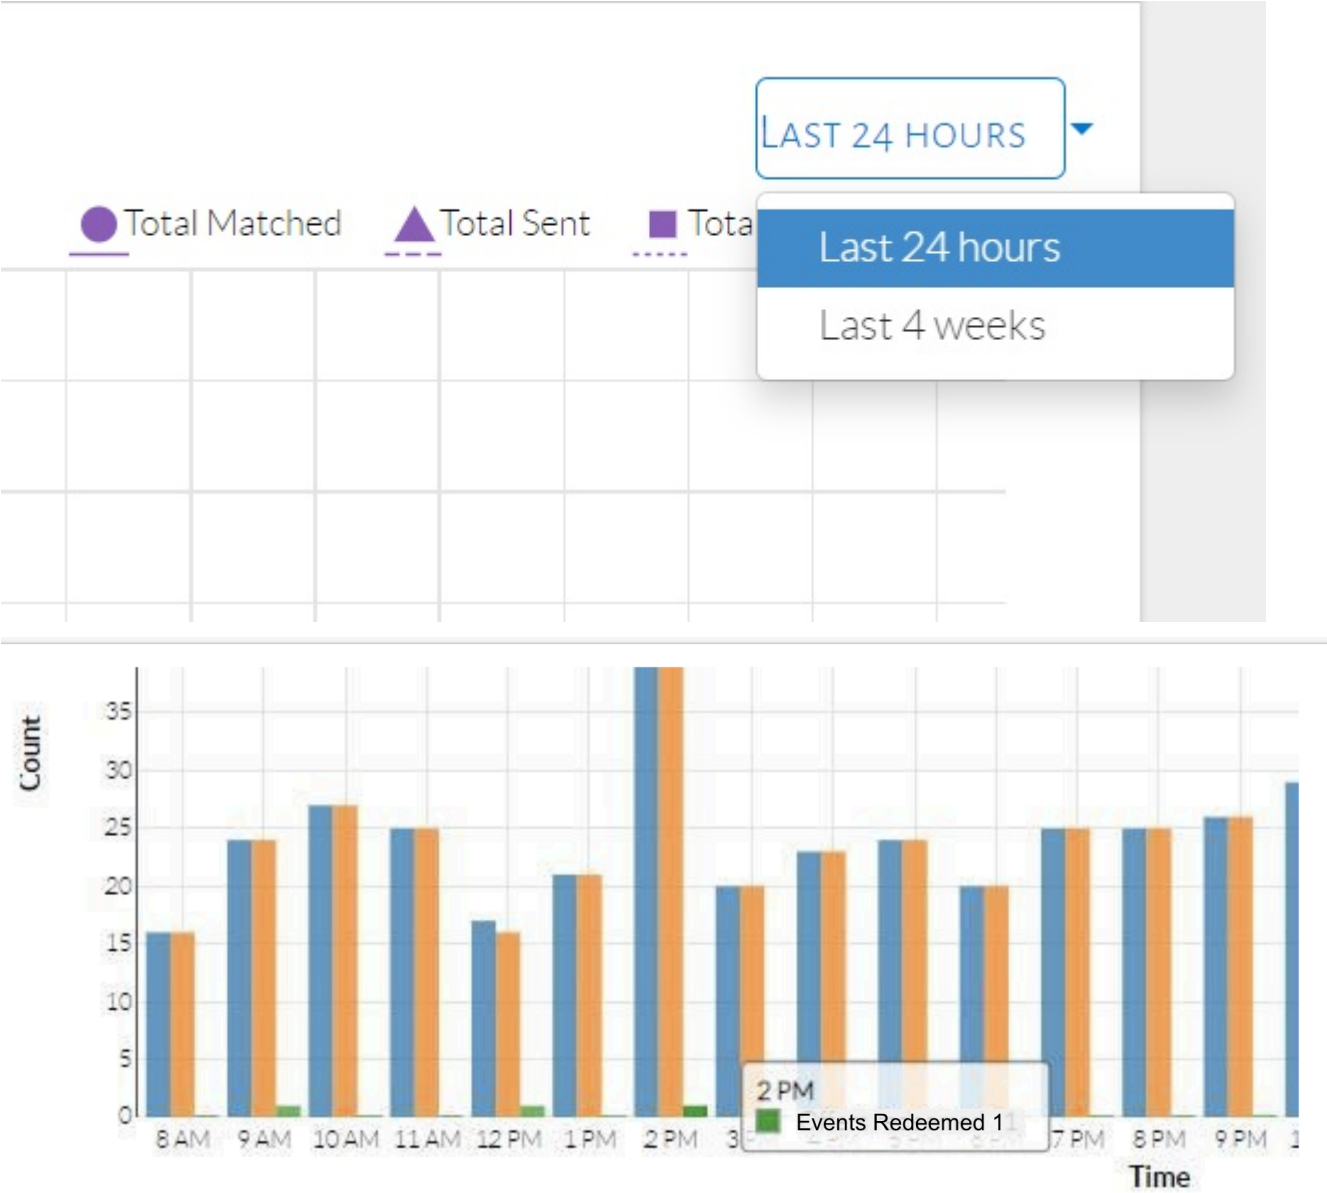 LAST 24 HOURS
Total Matched Total Sent Tota
Last 24 hours
Last 4 weeks
Count
35
30
25
20
15
10
5
0
2 PM
Events Redeemed 1
8 AM 9 AM 10 AM 11 AM 12 PM 1 PM 2 PM 3 7 PM 8 PM 9 PM 1
Time